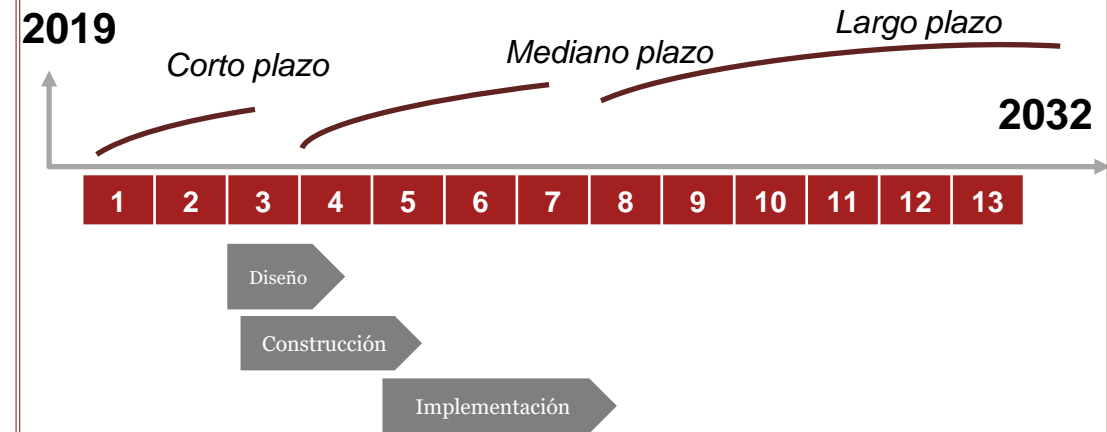 2019
Corto plazo
Mediano plazo
Largo plazo
2032
1 2 3 4 5 6 7 8 9 10 11 12 13
Diseño
Construcción
Implementación